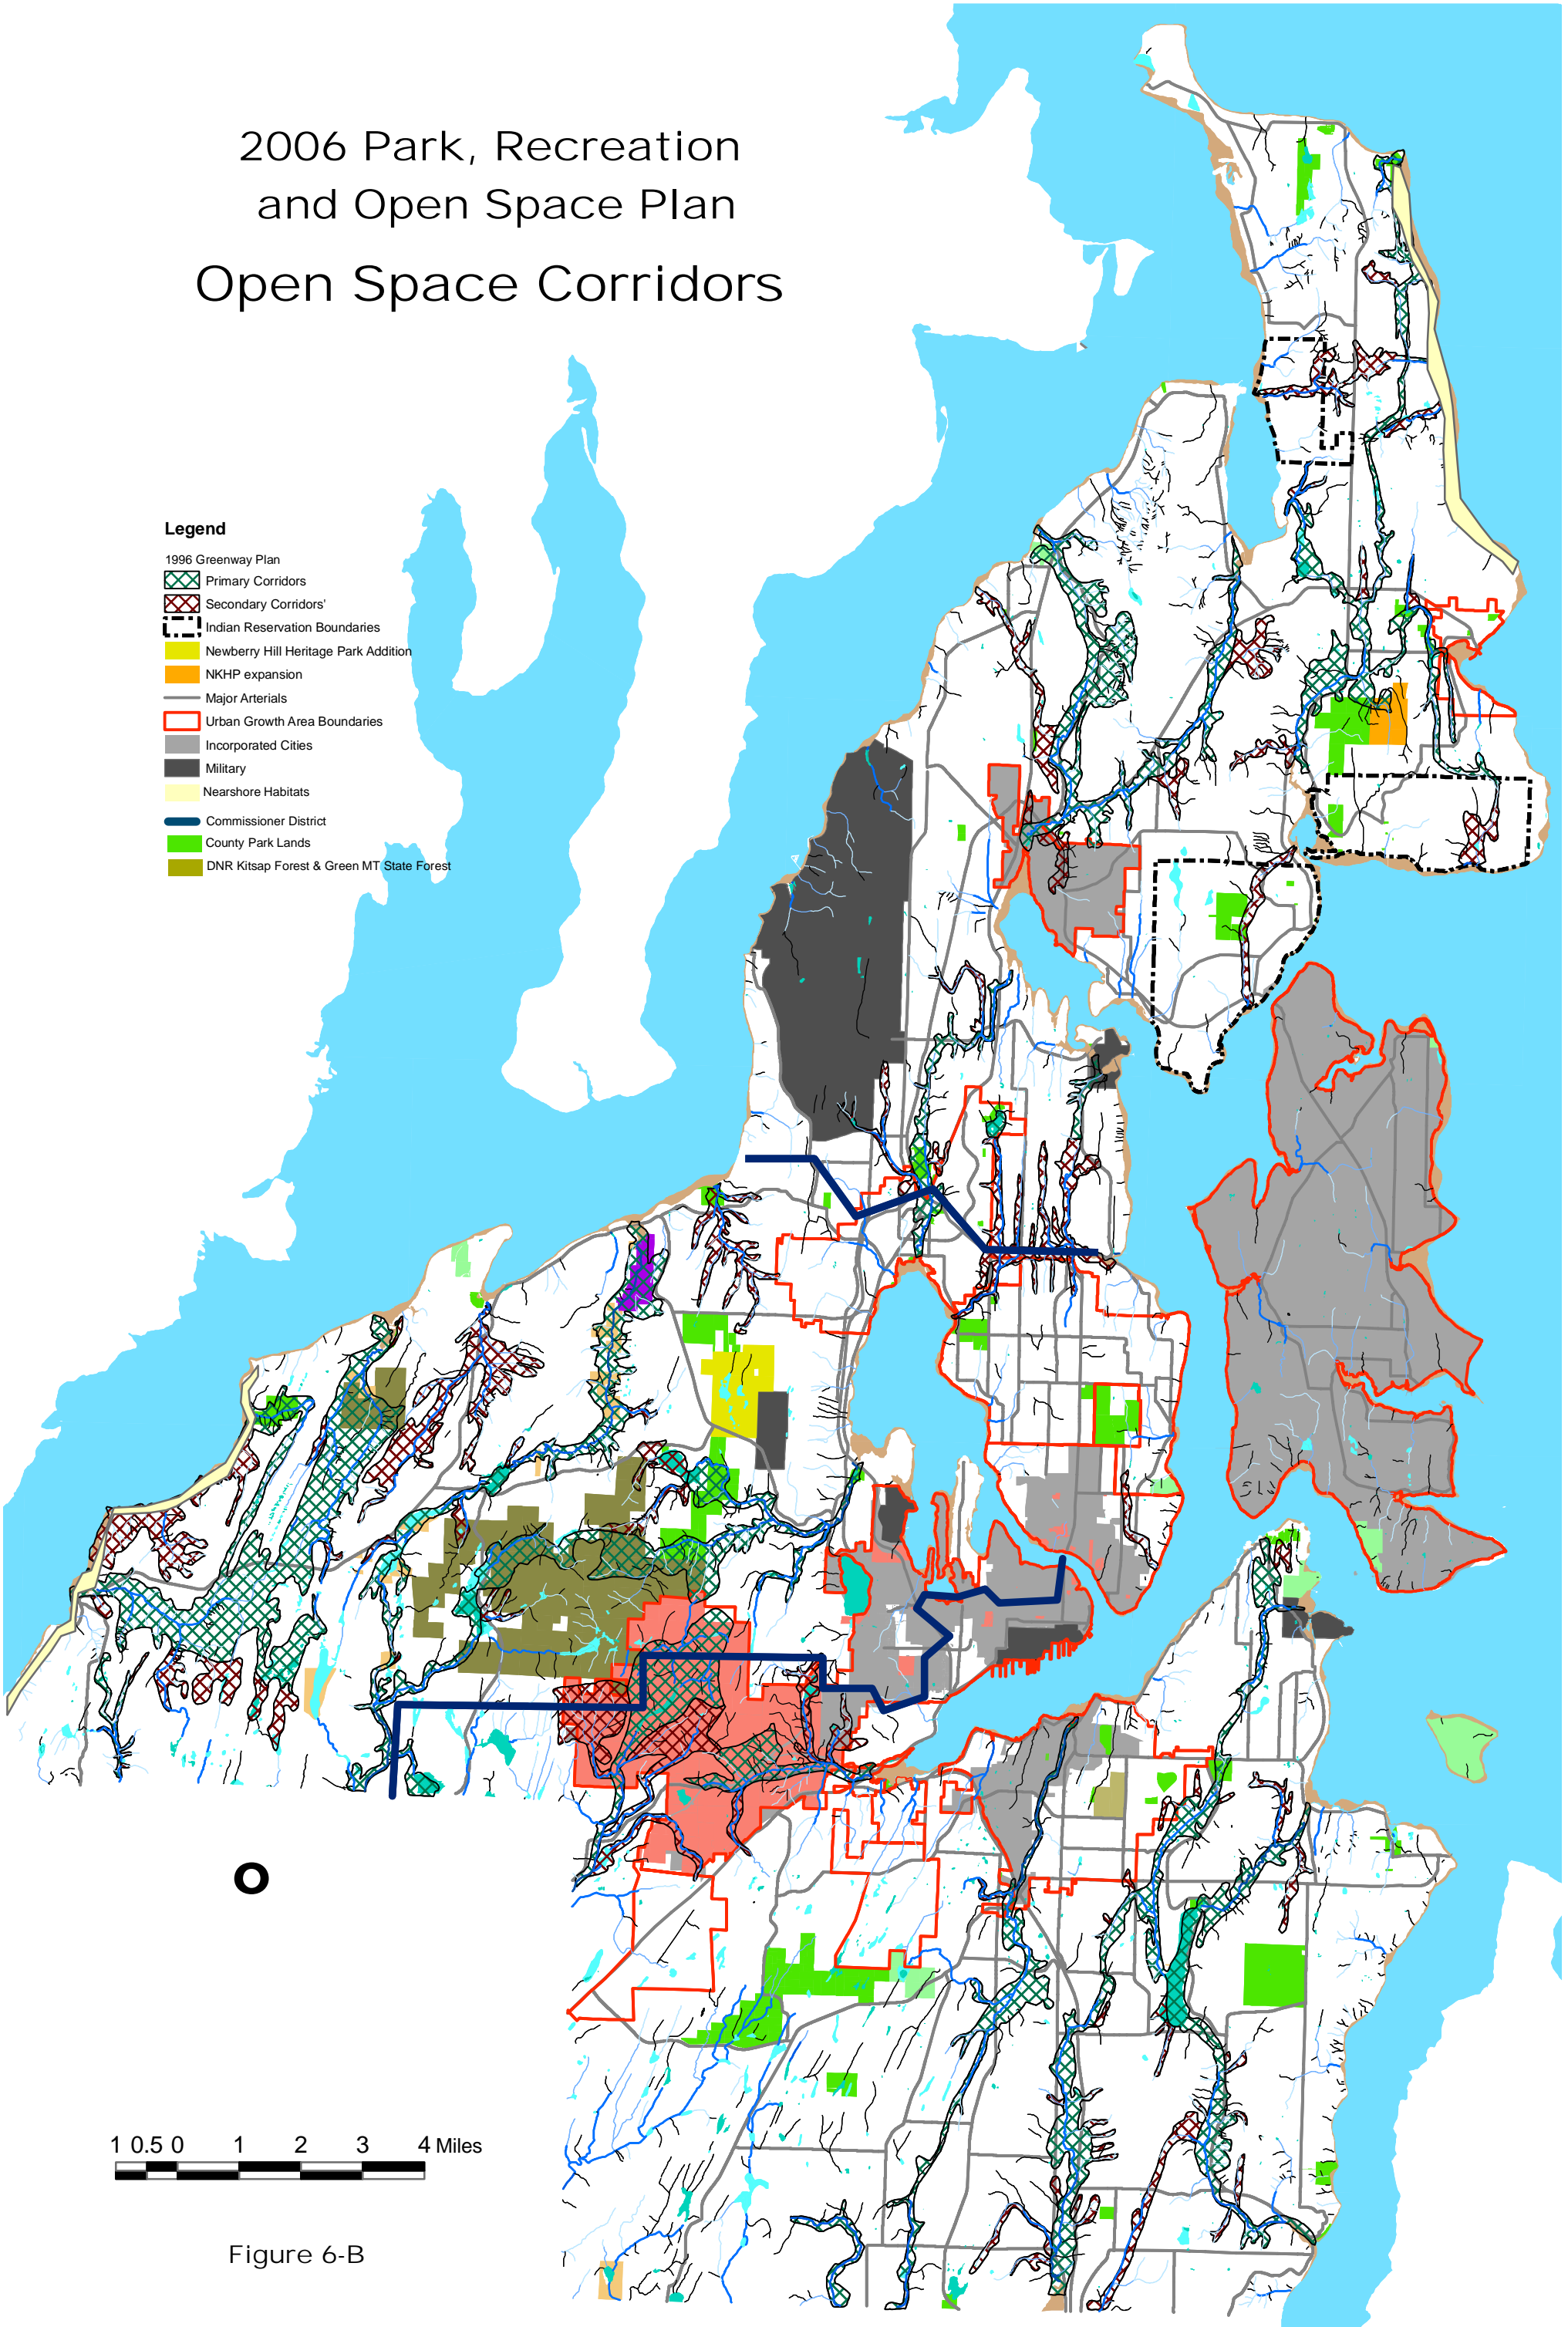 2006 Park, Recreation
and Open Space Plan
Open Space Corridors
Legend
1996 Greenway Plan
Primary Corridors
Secondary Corridors'
Indian Reservation Boundaries
Newberry Hill Heritage Park Addition
NKHP expansion
Major Arterials
Urban Growth Area Boundaries
Incorporated Cities
Military
Nearshore Habitats
Commissioner District
County Park Lands
DNR Kitsap Forest & Green MT State Forest
O
1 0.5 0 1 2 3 4 Miles
Figure 6-B